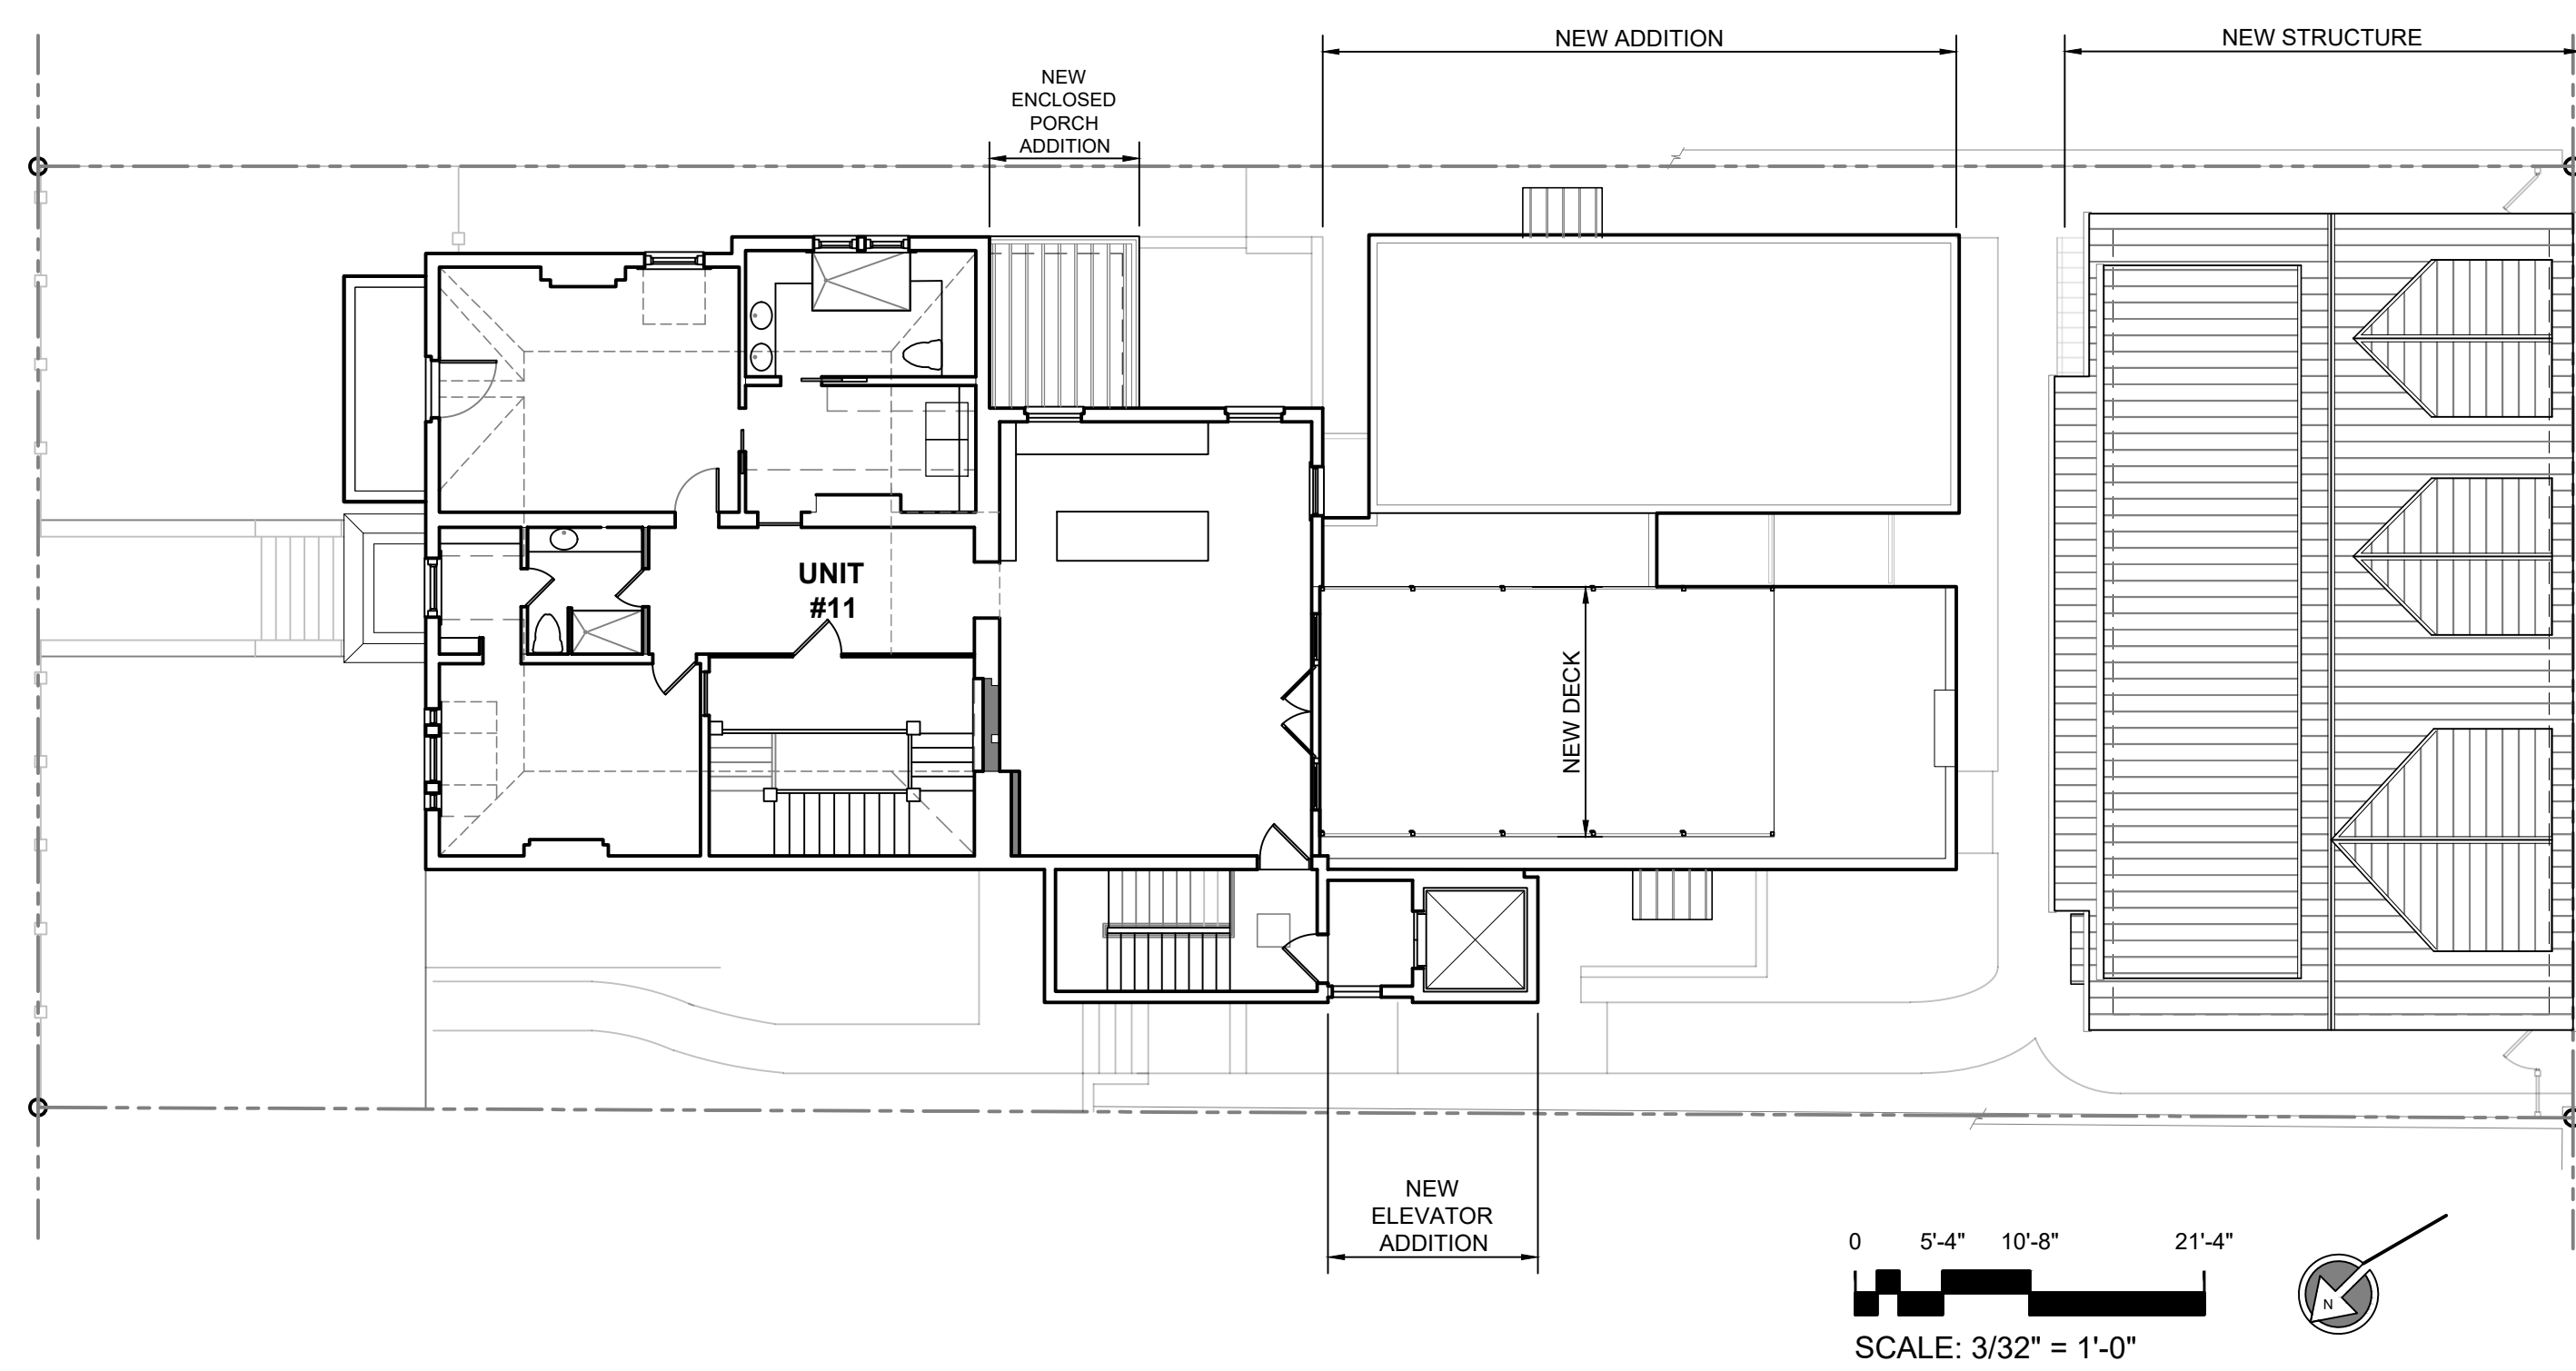 NEW ADDITION
NEW STRUCTURE
NEW
ENCLOSED
PORCH
ADDITION
UNIT
#11
NEW DECK
NEW
ELEVATOR
ADDITION
0 5'-4" 10'-8" 21'-4"
N
SCALE: 3/32" = 1'-0"